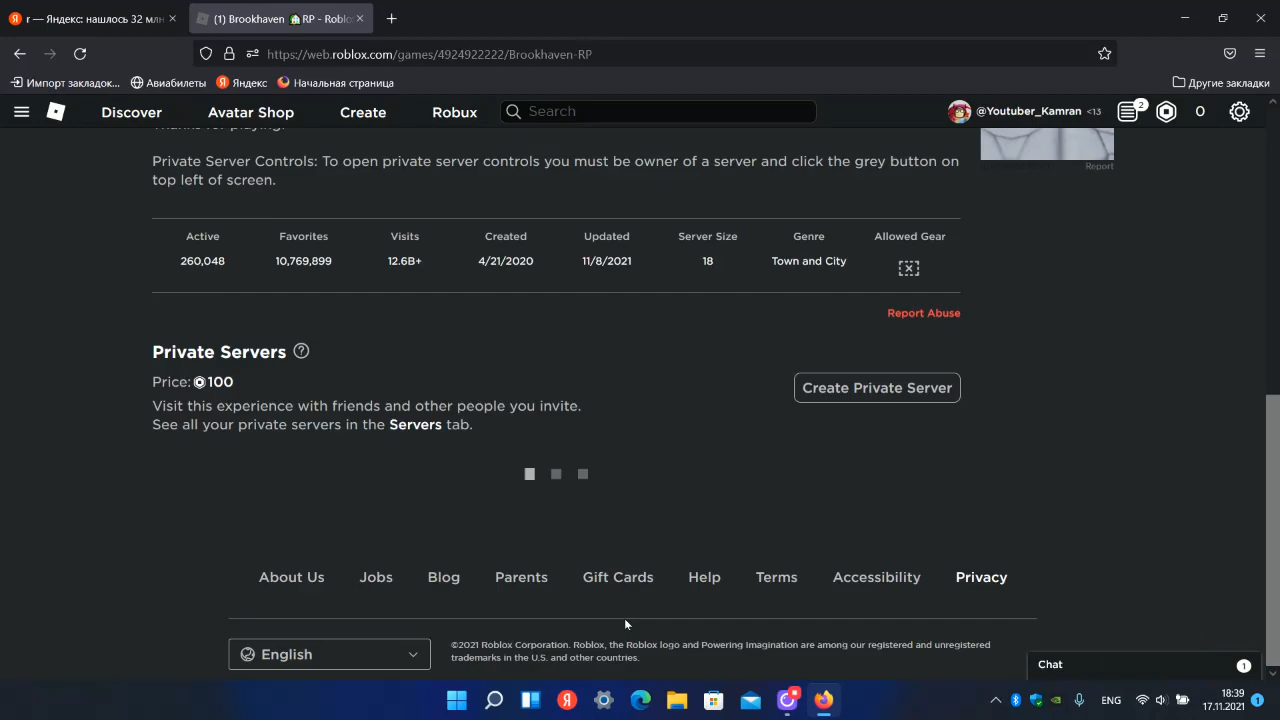 r — Яндекс: нашлось 32 млн
(1) Brookhaven 🏡RP - Roblox
https://web.roblox.com/games/4924922222/Brookhaven-RP
Импорт закладок...
Авиабилеты
Яндекс
Начальная страница
Другие закладки
Discover
Avatar Shop
Create
Robux
Search
@Youtuber_Kamran <13
2
0
Thanks for playing!
Private Server Controls: To open private server controls you must be owner of a server and click the grey button on
top left of screen.
Report
Active Favorites Visits Created Updated Server Size Genre Allowed Gear
260,048 10,769,899 12.6B+ 4/21/2020 11/8/2021 18 Town and City
Report Abuse
Private Servers
Price: 100
Create Private Server
Visit this experience with friends and other people you invite.
See all your private servers in the Servers tab.
About Us Jobs Blog Parents Gift Cards Help Terms Accessibility Privacy
English
©2021 Roblox Corporation. Roblox, the Roblox logo and Powering Imagination are among our registered and unregistered
trademarks in the U.S. and other countries.
Chat 1
ENG
18:39
17.11.2021
1